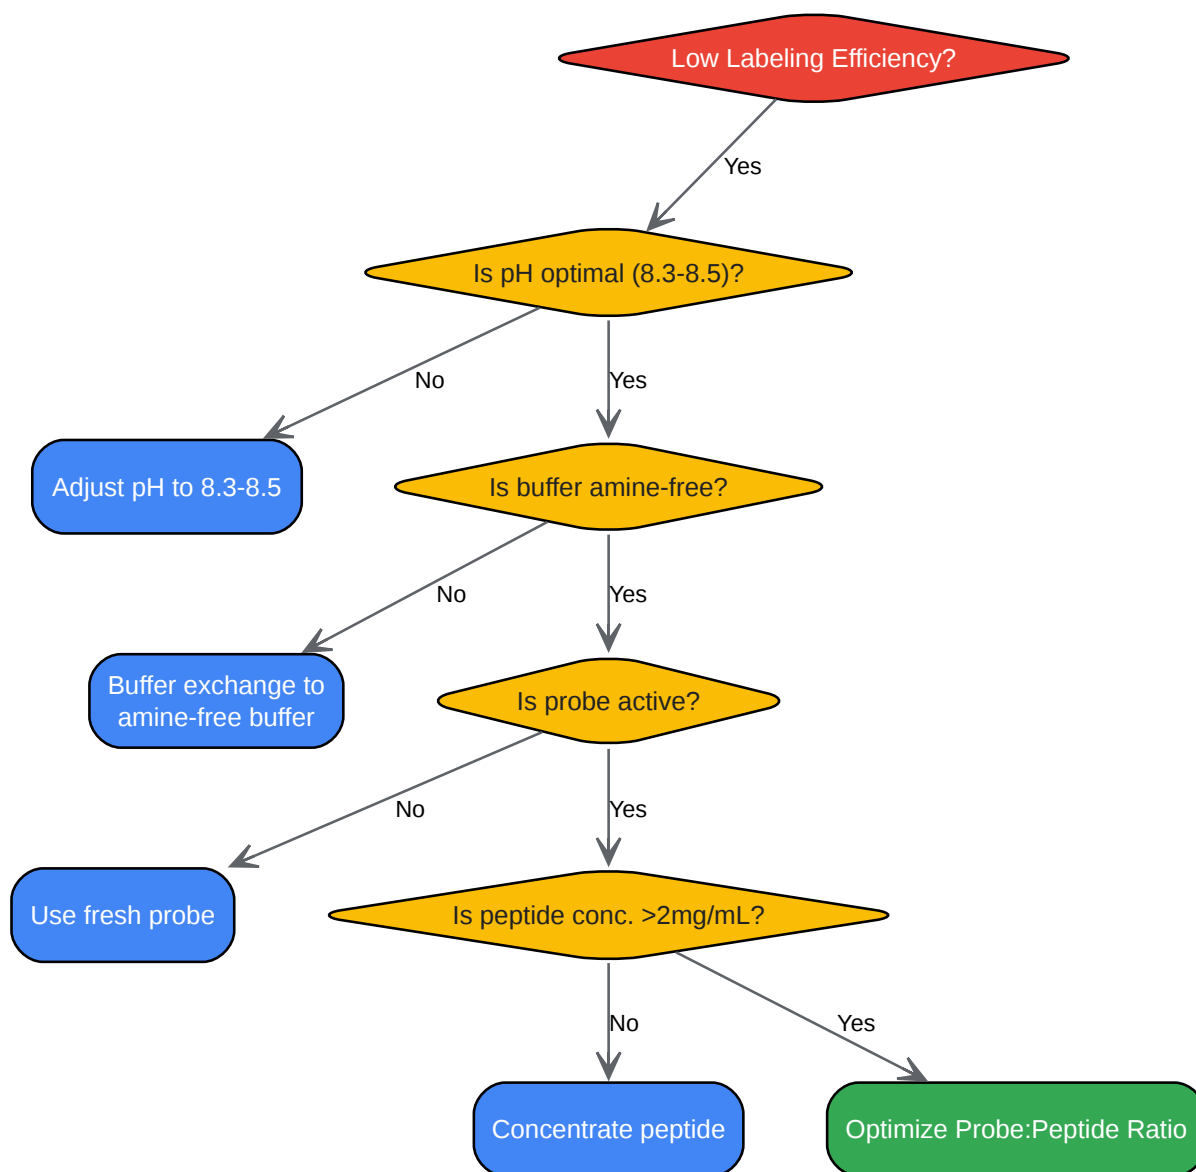 Low Labeling Efficiency?
Yes
Is pH optimal (8.3-8.5)?
No
Yes
Adjust pH to 8.3-8.5
Is buffer amine-free?
No
Yes
Buffer exchange to
amine-free buffer
Is probe active?
No
Yes
Use fresh probe
Is peptide conc. >2mg/mL?
No
Yes
Concentrate peptide
Optimize Probe:Peptide Ratio